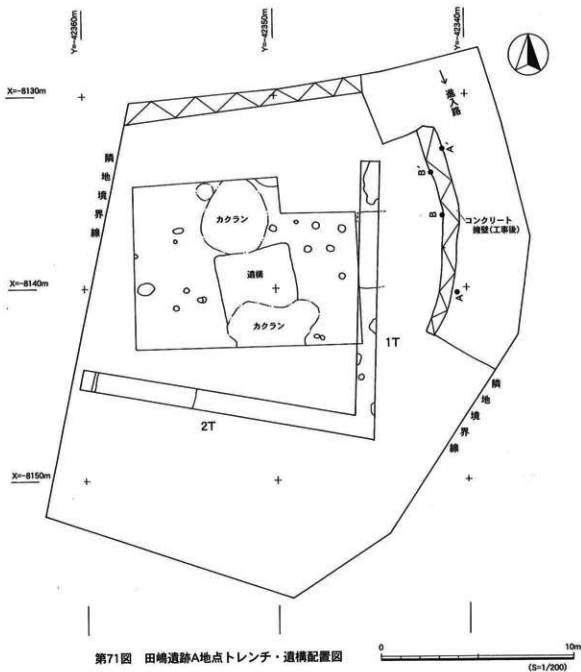 Y=-42360m
Y=-42350m
Y=-42340m
X=-8130m
進入路
隣地境界線
A'
B'
カクラン
B
コンクリート
擁壁(工事後)
遺構
X=-8140m
A
カクラン
1T
2T
隣地境界線
X=-8150m
第71図 田嶋遺跡A地点トレンチ・遺構配置図
0 10m
(S=1/200)